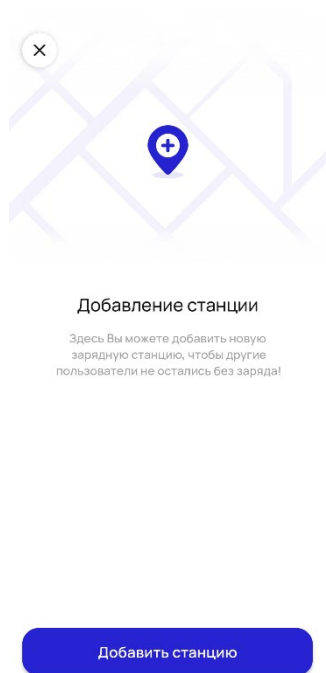 Добавление станции
Здесь Вы можете добавить новую
зарядную станцию, чтобы другие
пользователи не остались без заряда!
Добавить станцию